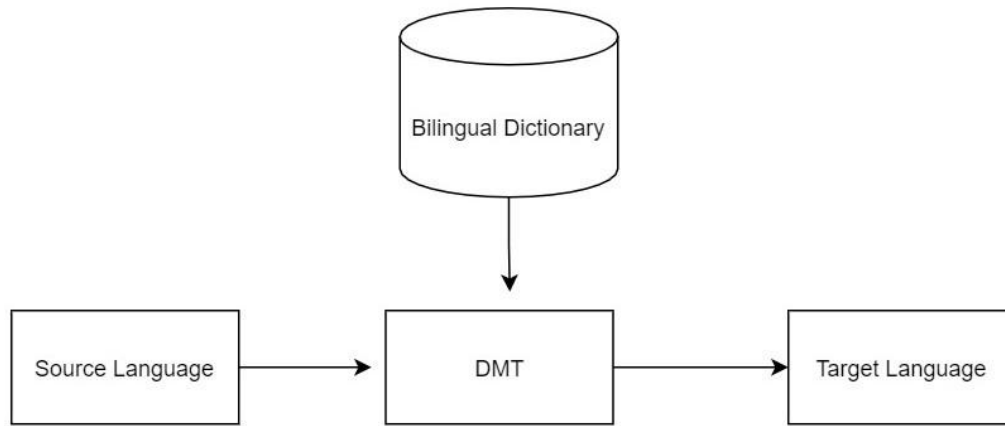 Bilingual Dictionary
Source Language
DMT
Target Language